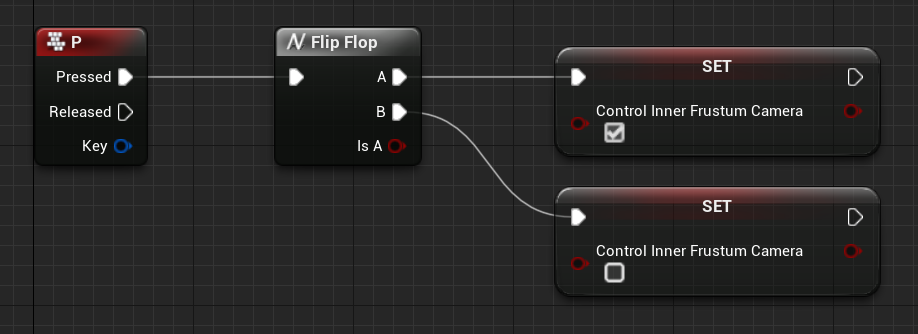 P
Pressed
Released
Key
Flip Flop
A
B
Is A
SET
Control Inner Frustum Camera
SET
Control Inner Frustum Camera